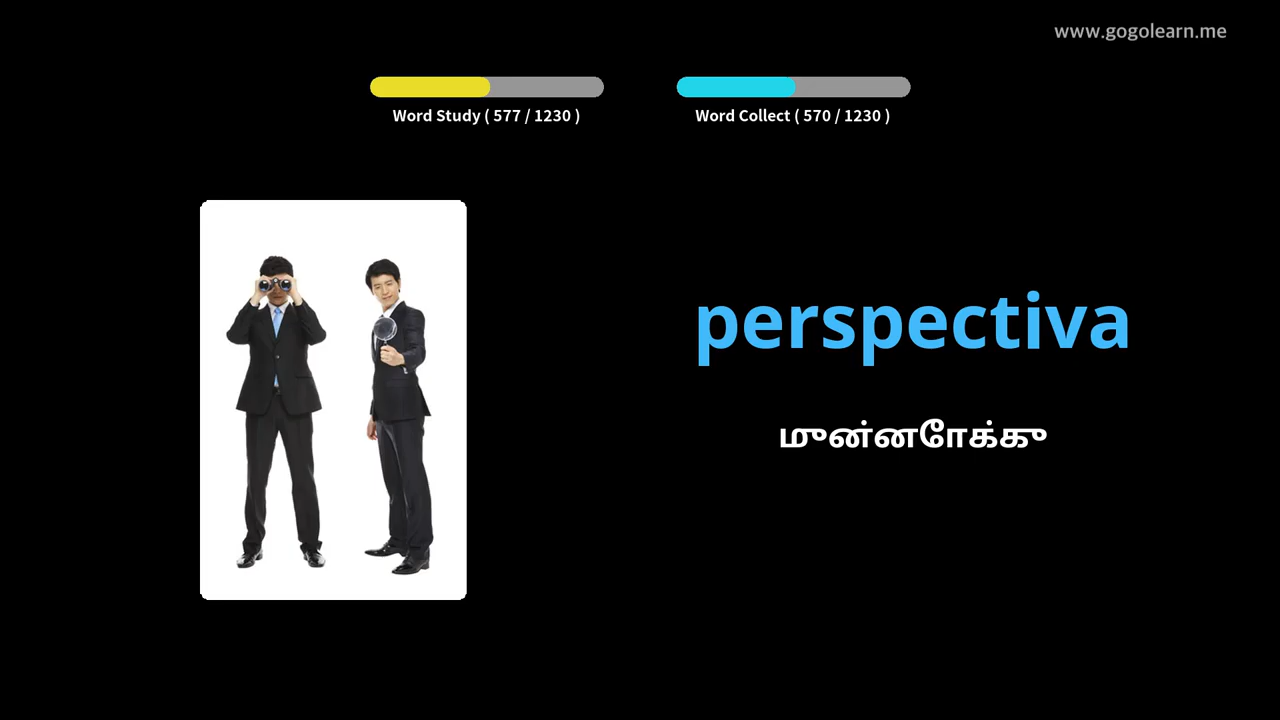 www.gogolearn.me
Word Study ( 577 / 1230 )
Word Collect ( 570 / 1230 )
perspectiva
முன்னோக்கு